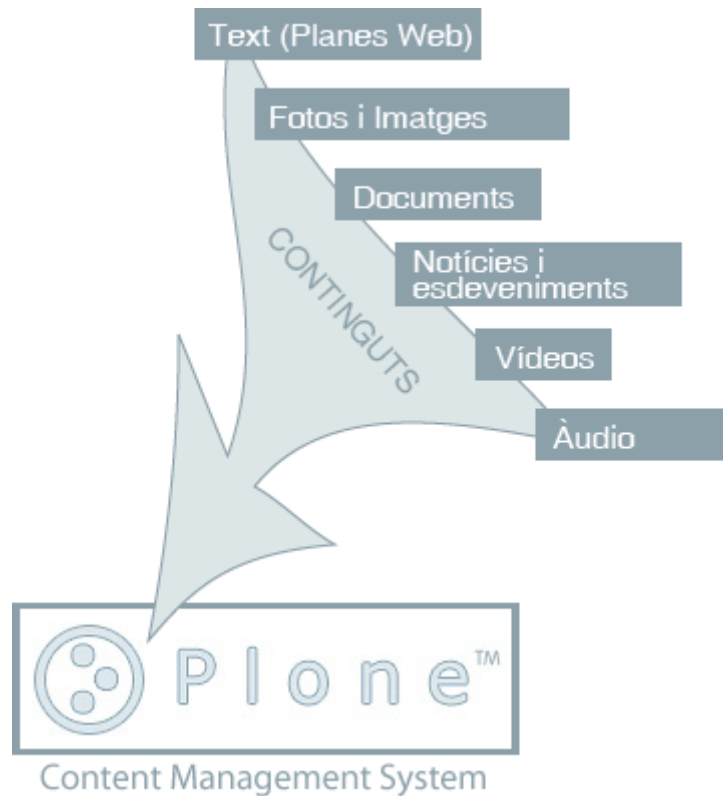 Text (Planes Web)
Fotos i Imatges
Documents
Notícies i
esdeveniments
CONTINGUTS
Vídeos
Àudio
Plone™
Content Management System